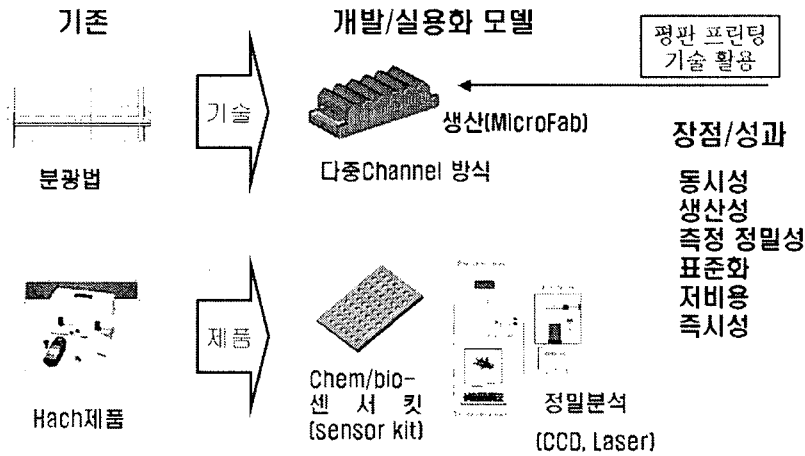 기존
개발/실용화 모델
평판 프린팅
기술 활용
기술
생산(MicroFab)
분광법
다중Channel 방식
장점/성과
동시성
생산성
측정 정밀성
표준화
저비용
즉시성
제품
Hach제품
Chem/bio-
센 서 킷
(sensor kit)
정밀분석
(CCD, Laser)